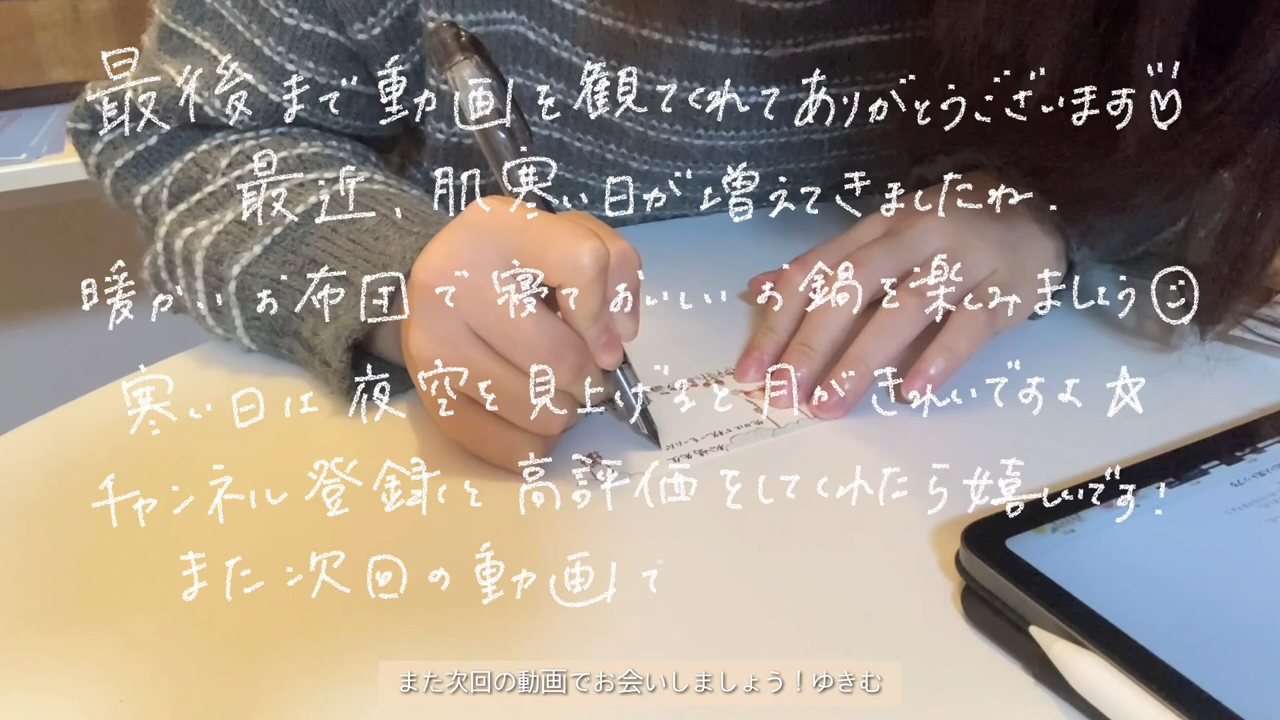 最後まで動画を観てくれてありがとうございます♡
最近、肌寒い日が増えてきましたね.
暖かいお布団で寝ておいしいお鍋を楽しみましょう☺
寒い日は夜空を見上げると月がきれいですよ☆
チャンネル登録と高評価をしてくれたら嬉しいです!
また次回の動画で
また次回の動画でお会いしましょう！ゆきむ